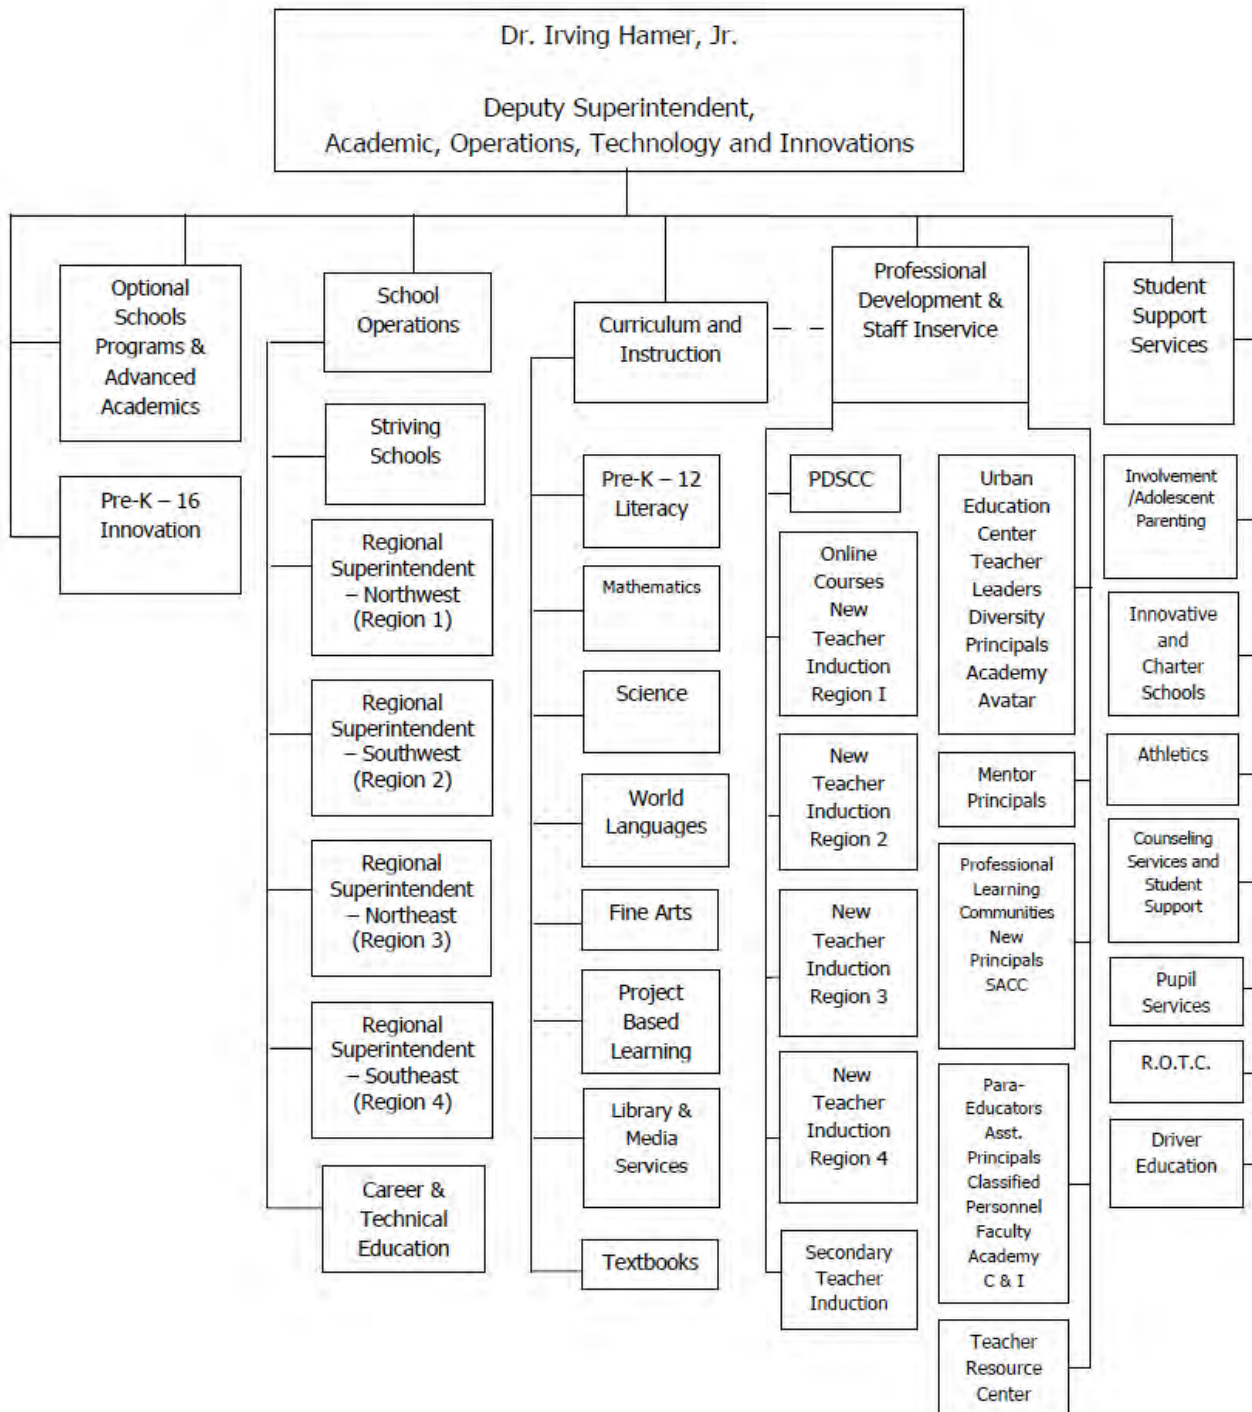 Dr. Irving Hamer, Jr.
Deputy Superintendent,
Academic, Operations, Technology and Innovations
Optional
Schools
Programs &
Advanced
Academics
Pre-K – 16
Innovation
School
Operations
Striving
Schools
Regional
Superintendent
– Northwest
(Region 1)
Regional
Superintendent
– Southwest
(Region 2)
Regional
Superintendent
– Northeast
(Region 3)
Regional
Superintendent
– Southeast
(Region 4)
Career &
Technical
Education
Curriculum and
Instruction
Pre-K – 12
Literacy
Mathematics
Science
World
Languages
Fine Arts
Project
Based
Learning
Library &
Media
Services
Textbooks
Professional
Development &
Staff Inservice
PDSCC
Online
Courses
New
Teacher
Induction
Region I
New
Teacher
Induction
Region 2
New
Teacher
Induction
Region 3
New
Teacher
Induction
Region 4
Secondary
Teacher
Induction
Urban
Education
Center
Teacher
Leaders
Diversity
Principals
Academy
Avatar
Mentor
Principals
Professional
Learning
Communities
New
Principals
SACC
Para-
Educators
Asst.
Principals
Classified
Personnel
Faculty
Academy
C & I
Teacher
Resource
Center
Student
Support
Services
Involvement
/Adolescent
Parenting
Innovative
and
Charter
Schools
Athletics
Counseling
Services and
Student
Support
Pupil
Services
R.O.T.C.
Driver
Education